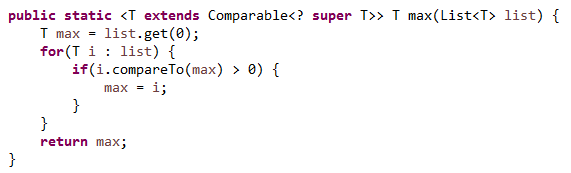 public static <T extends Comparable<? super T>> T max(List<T> list) {
    T max = list.get(0);
    for(T i : list) {
        if(i.compareTo(max) > 0) {
            max = i;
        }
    }
    return max;
}